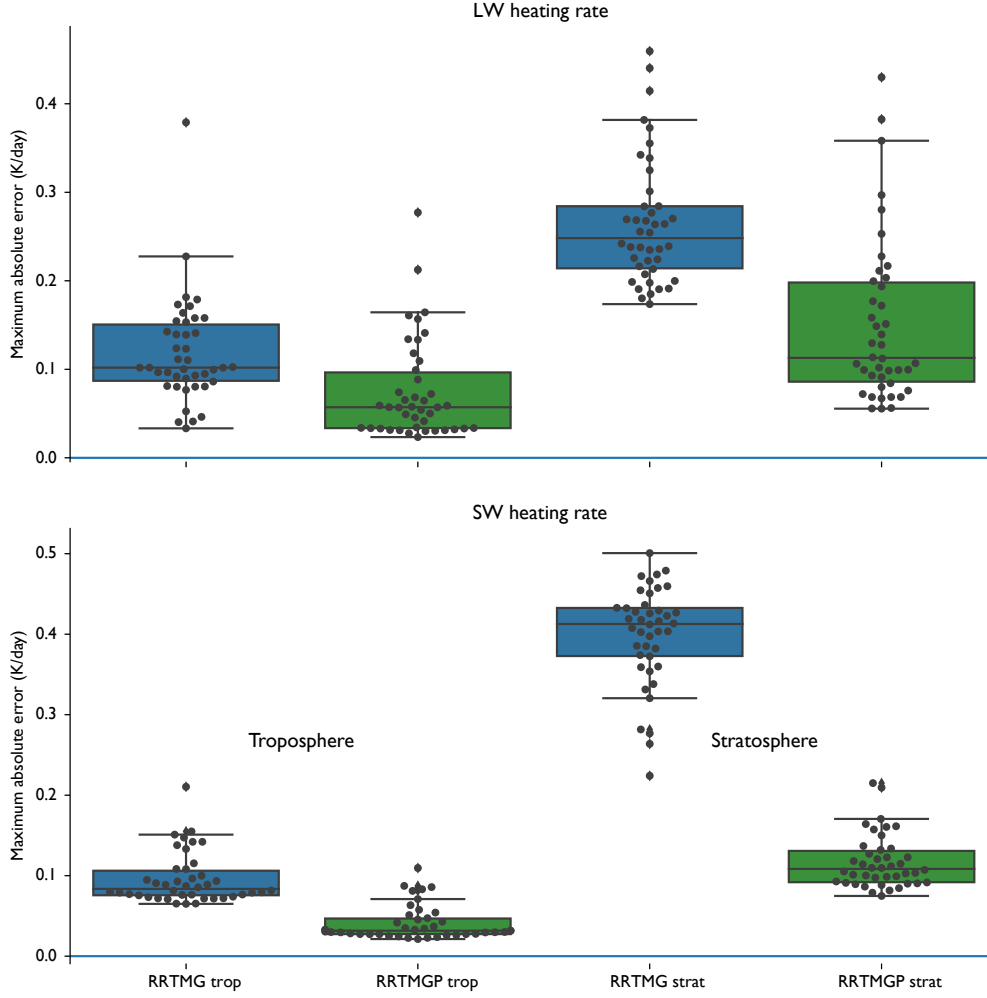 LW heating rate
Maximum absolute error (K/day)
0.4
0.3
0.2
0.1
0.0
SW heating rate
Maximum absolute error (K/day)
0.5
0.4
0.3
0.2
0.1
0.0
Troposphere
Stratosphere
RRTMG trop
RRTMGP trop
RRTMG strat
RRTMGP strat